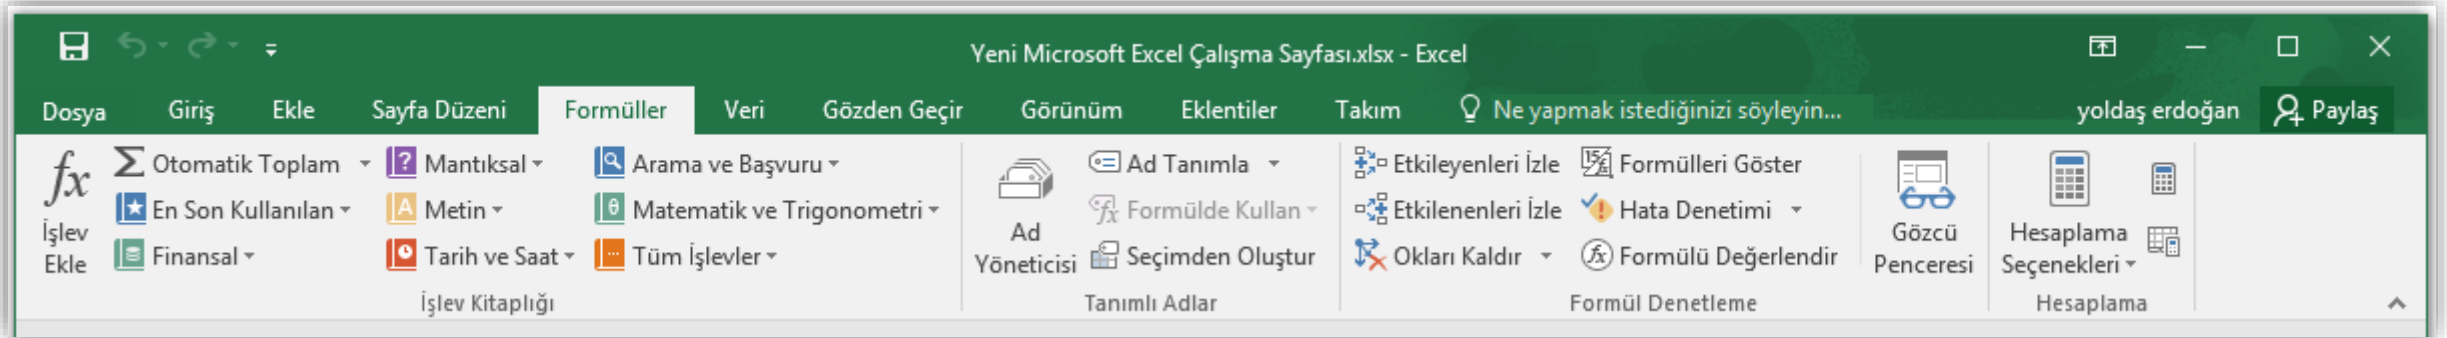 Yeni Microsoft Excel Çalışma Sayfası.xlsx - Excel
Dosya Giriş Ekle Sayfa Düzeni Formüller Veri Gözden Geçir Görünüm Eklentiler Takım Ne yapmak istediğinizi söyleyin... yoldaş erdoğan Paylaş
fx İşlev Ekle
Σ Otomatik Toplam
En Son Kullanılan
Finansal
? Mantıksal
A Metin
Tarih ve Saat
Arama ve Başvuru
θ Matematik ve Trigonometri
Tüm İşlevler
İşlev Kitaplığı
Ad
Yöneticisi
Ad Tanımla
fx Formülde Kullan
Seçimden Oluştur
Tanımlı Adlar
Etkileyenleri İzle
Etkilenenleri İzle
Okları Kaldır
Formülleri Göster
Hata Denetimi
fx Formülü Değerlendir
Formül Denetleme
Gözcü
Penceresi
Hesaplama
Seçenekleri
Hesaplama